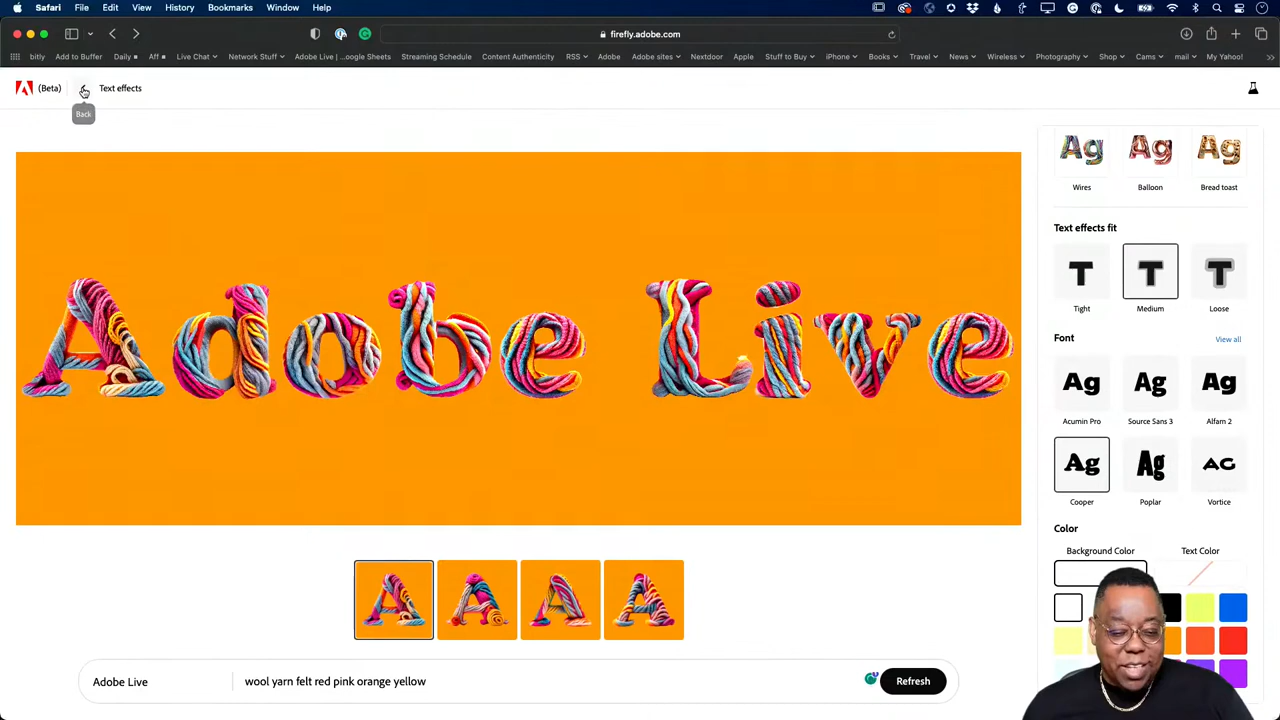 Safari File Edit View History Bookmarks Window Help
firefly.adobe.com
bitly Add to Buffer Daily Aff Live Chat Network Stuff Adobe Live (...oogle Sheets Streaming Schedule Content Authenticity RSS Adobe Adobe sites Nextdoor Apple Stuff to Buy iPhone Books Travel News Wireless Photography Shop Cams mail My Yahoo! >>
(Beta) Text effects
Back
Adobe Live
A A A A
Adobe Live wool yarn felt red pink orange yellow Refresh
Ag Ag Ag
Wires Balloon Bread toast
Text effects fit
T T T
Tight Medium Loose
Font View all
Ag Ag Ag
Acumin Pro Source Sans 3 Alfarn 2
Ag Ag AG
Cooper Poplar Vortice
Color
Background Color Text Color